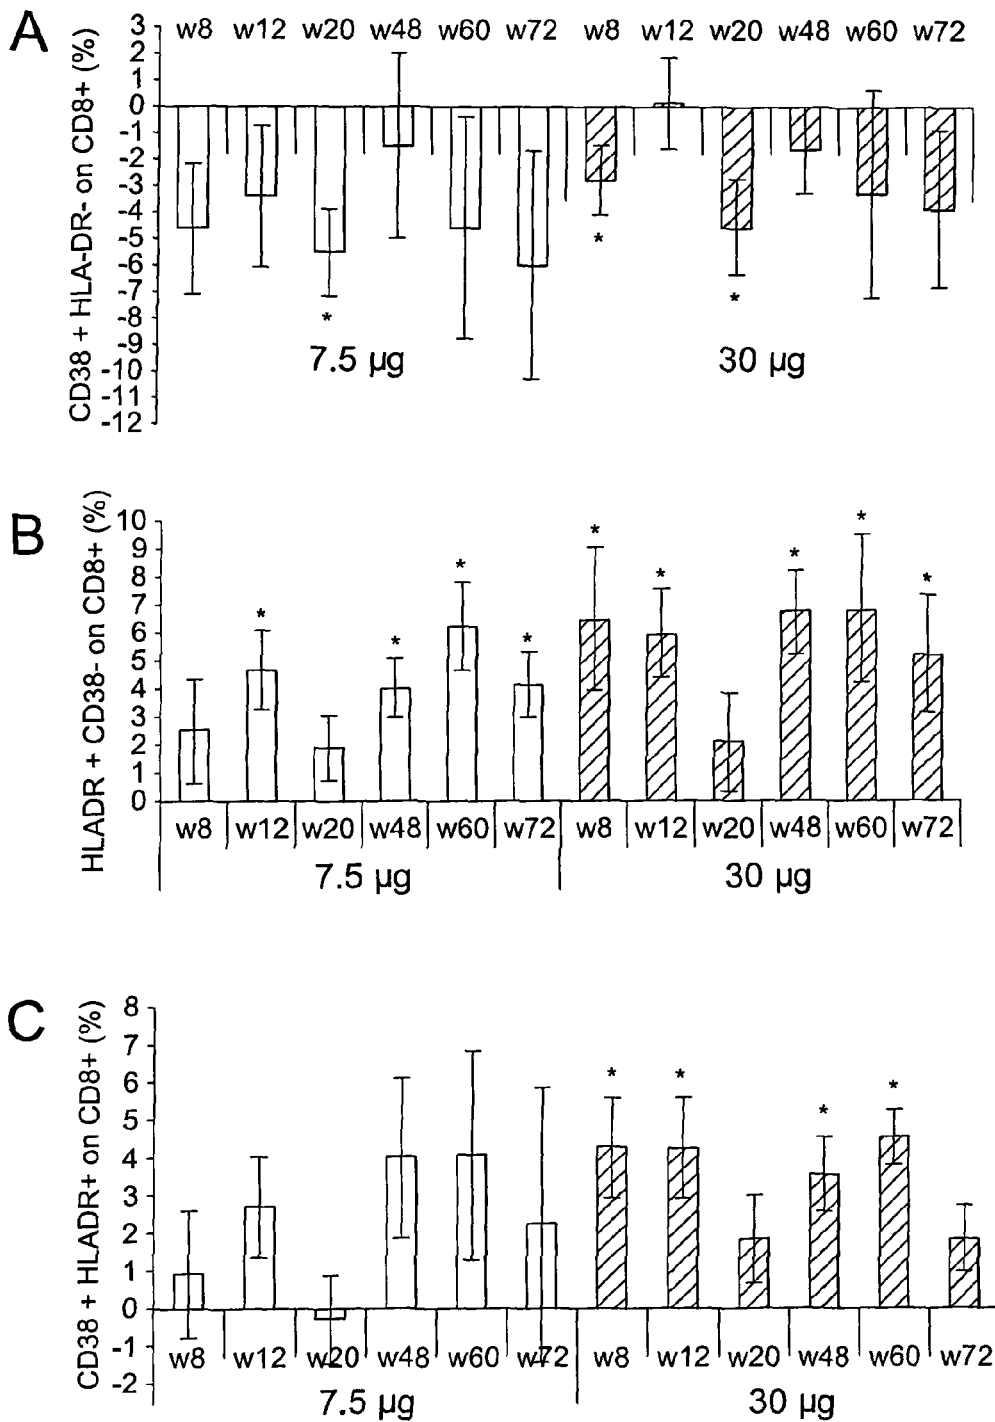 A
CD38 + HLA-DR- on CD8+ (%)
3
2
1
0
-1
-2
-3
-4
-5
-6
-7
-8
-9
-10
-11
-12
w8 w12 w20 w48 w60 w72 w8 w12 w20 w48 w60 w72
*
*
*
7.5 µg 30 µg
B
HLADR + CD38- on CD8+ (%)
10
9
8
7
6
5
4
3
2
1
0
* * * * * * * * *
w8 w12 w20 w48 w60 w72 w8 w12 w20 w48 w60 w72
7.5 µg 30 µg
C
CD38 + HLADR+ on CD8+ (%)
8
7
6
5
4
3
2
1
0
-1
-2
* * * *
w8 w12 w20 w48 w60 w72 w8 w12 w20 w48 w60 w72
7.5 µg 30 µg